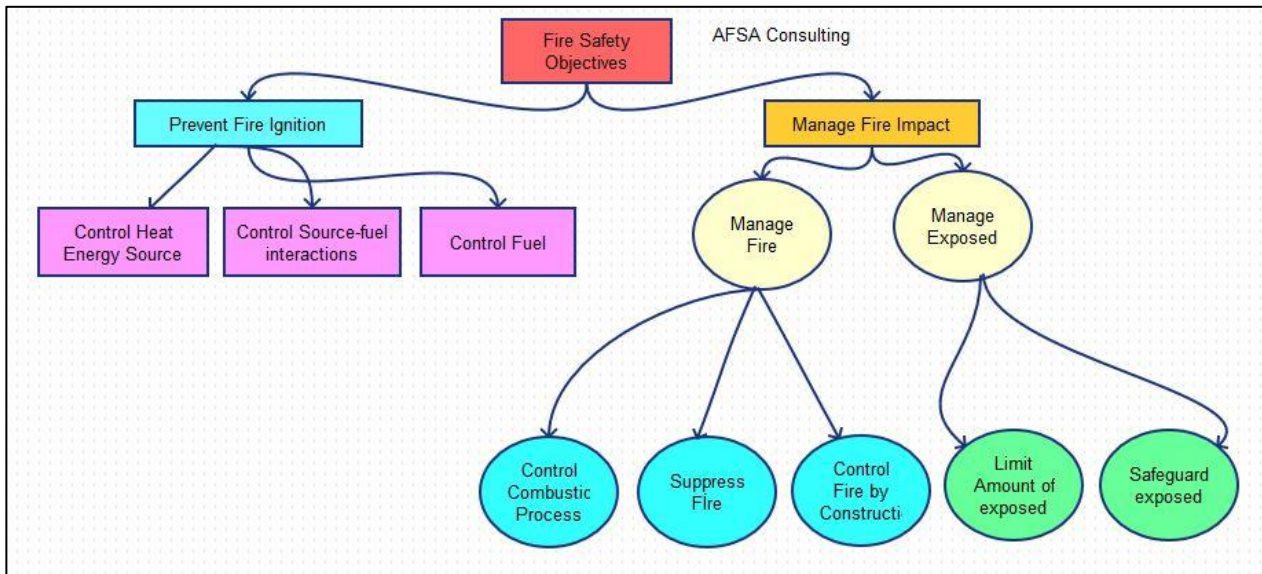 Fire Safety
Objectives
AFSA Consulting
Prevent Fire Ignition
Manage Fire Impact
Control Heat
Energy Source
Control Source-fuel
interactions
Control Fuel
Manage
Fire
Manage
Exposed
Control
Combustic
Process
Suppress
FIre
Control
Fire by
Constructi
Limit
Amount of
exposed
Safeguard
exposed